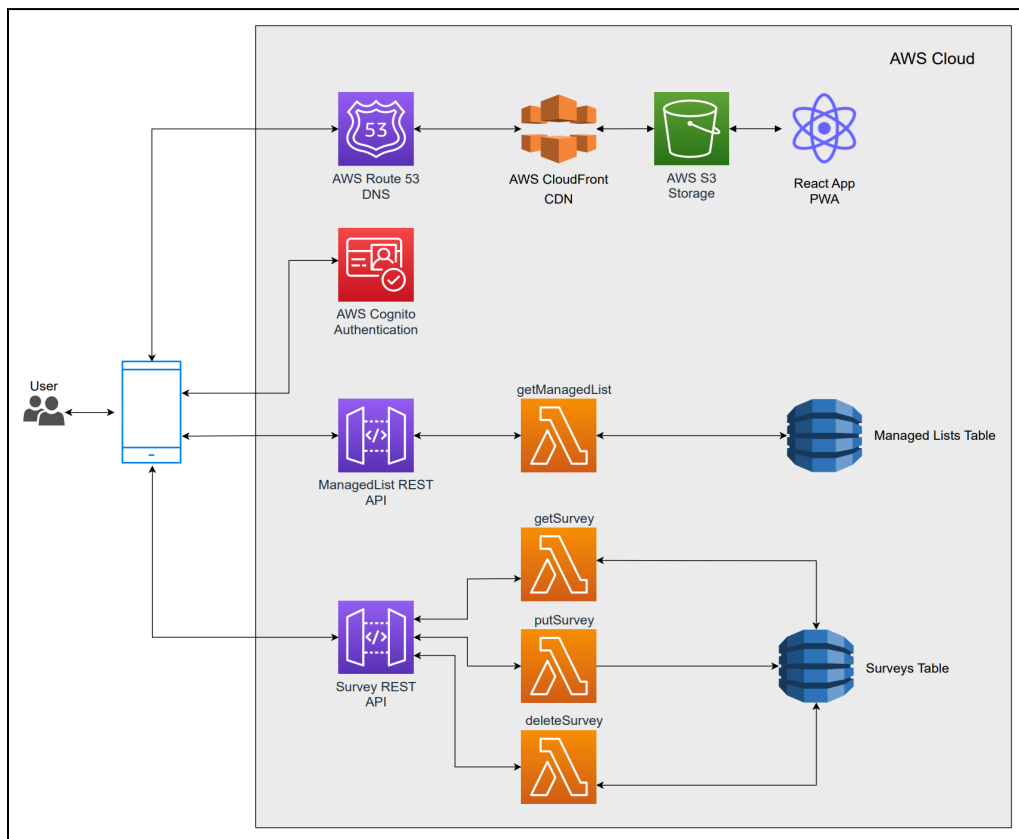 AWS Cloud
53
AWS Route 53
DNS
AWS CloudFront
CDN
AWS S3
Storage
React App
PWA
AWS Cognito
Authentication
User
getManagedList
</>
ManagedList REST
API
Managed Lists Table
getSurvey
putSurvey
</>
Survey REST
API
Surveys Table
deleteSurvey